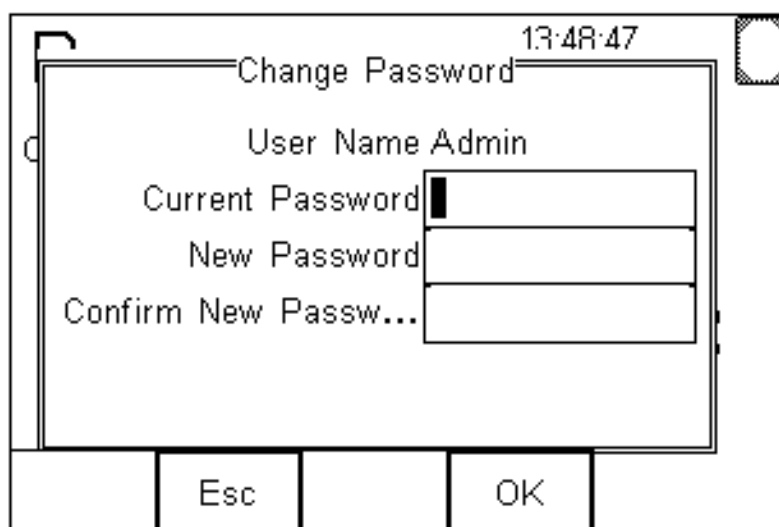 13:48:47
Change Password
User Name Admin
Current Password
New Password
Confirm New Passw...
Esc
OK